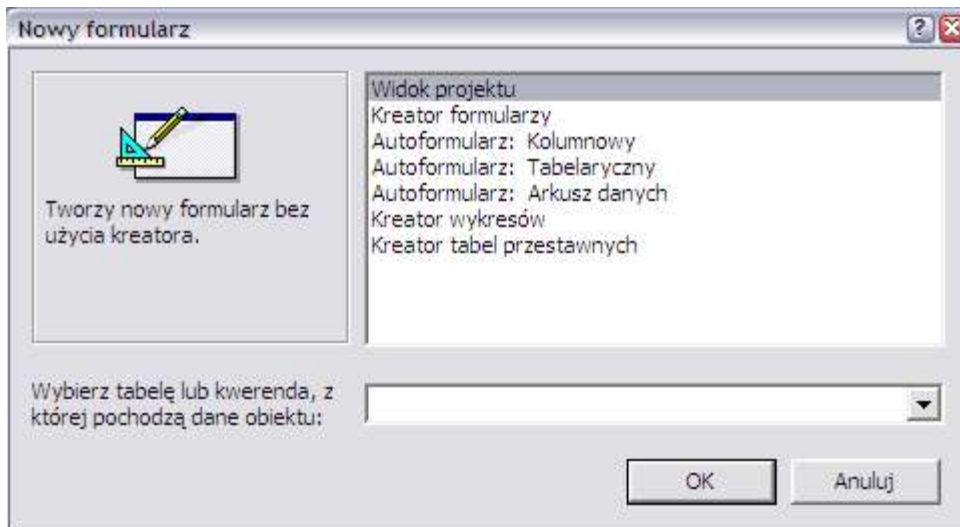 Nowy formularz
Tworzy nowy formularz bez
użycia kreatora.
Widok projektu
Kreator formularzy
Autoformularz: Kolumnowy
Autoformularz: Tabelaryczny
Autoformularz: Arkusz danych
Kreator wykresów
Kreator tabel przestawnych
Wybierz tabelę lub kwerenda, z
której pochodzą dane obiektu:
OK
Anuluj